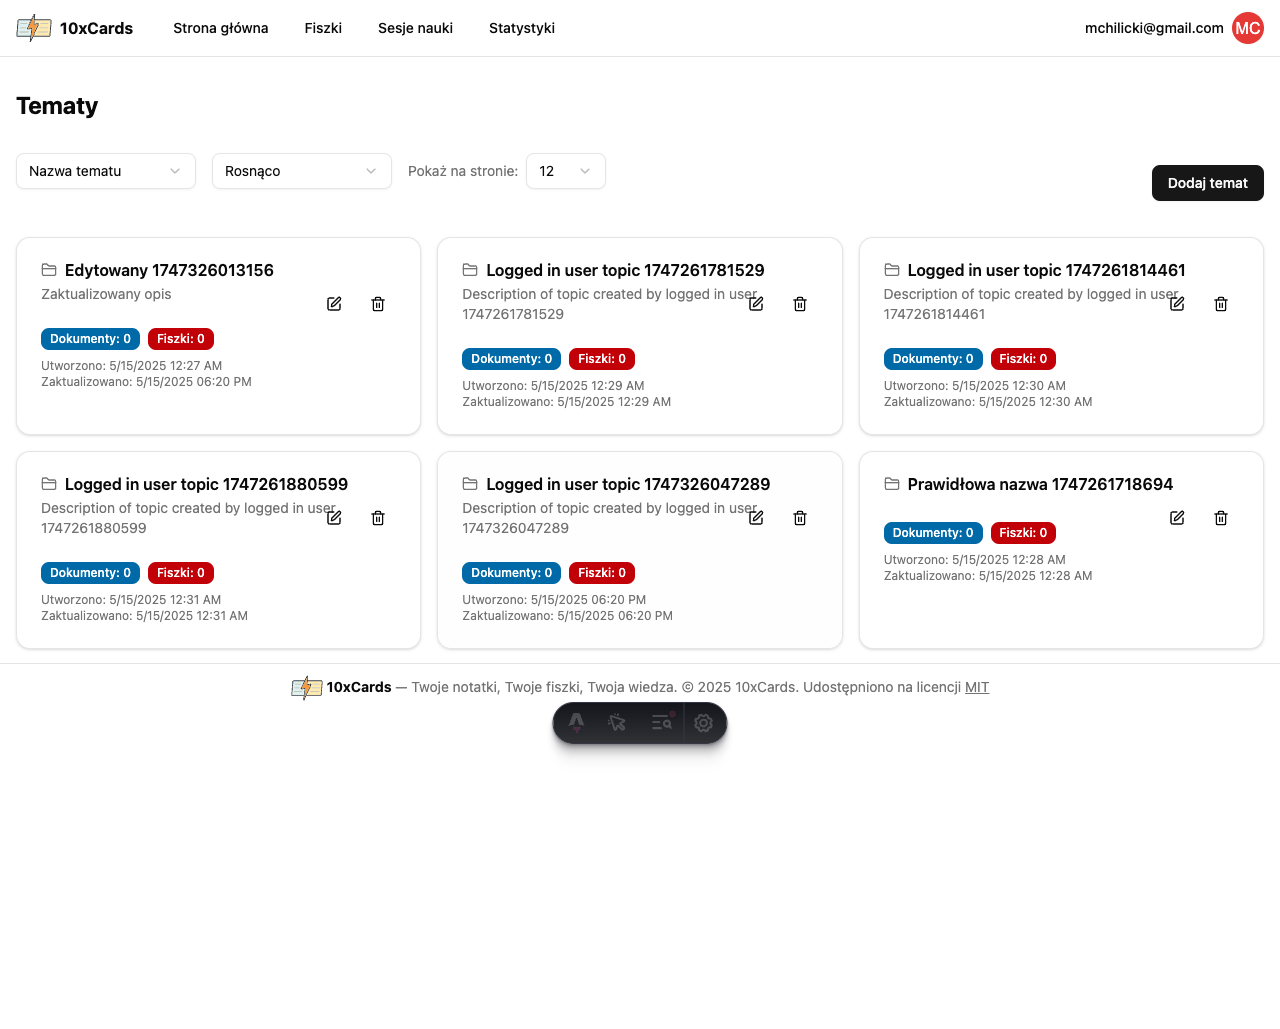 10xCards Strona główna Fiszki Sesje nauki Statystyki mchilicki@gmail.com MC
Tematy
Nazwa tematu Rosnąco Pokaż na stronie: 12
Dodaj temat
Edytowany 1747326013156
Zaktualizowany opis
Dokumenty: 0 Fiszki: 0
Utworzono: 5/15/2025 12:27 AM
Zaktualizowano: 5/15/2025 06:20 PM
Logged in user topic 1747261781529
Description of topic created by logged in user
1747261781529
Dokumenty: 0 Fiszki: 0
Utworzono: 5/15/2025 12:29 AM
Zaktualizowano: 5/15/2025 12:29 AM
Logged in user topic 1747261814461
Description of topic created by logged in user
1747261814461
Dokumenty: 0 Fiszki: 0
Utworzono: 5/15/2025 12:30 AM
Zaktualizowano: 5/15/2025 12:30 AM
Logged in user topic 1747261880599
Description of topic created by logged in user
1747261880599
Dokumenty: 0 Fiszki: 0
Utworzono: 5/15/2025 12:31 AM
Zaktualizowano: 5/15/2025 12:31 AM
Logged in user topic 1747326047289
Description of topic created by logged in user
1747326047289
Dokumenty: 0 Fiszki: 0
Utworzono: 5/15/2025 06:20 PM
Zaktualizowano: 5/15/2025 06:20 PM
Prawidłowa nazwa 1747261718694
Dokumenty: 0 Fiszki: 0
Utworzono: 5/15/2025 12:28 AM
Zaktualizowano: 5/15/2025 12:28 AM
10xCards — Twoje notatki, Twoje fiszki, Twoja wiedza. © 2025 10xCards. Udostępniono na licencji MIT